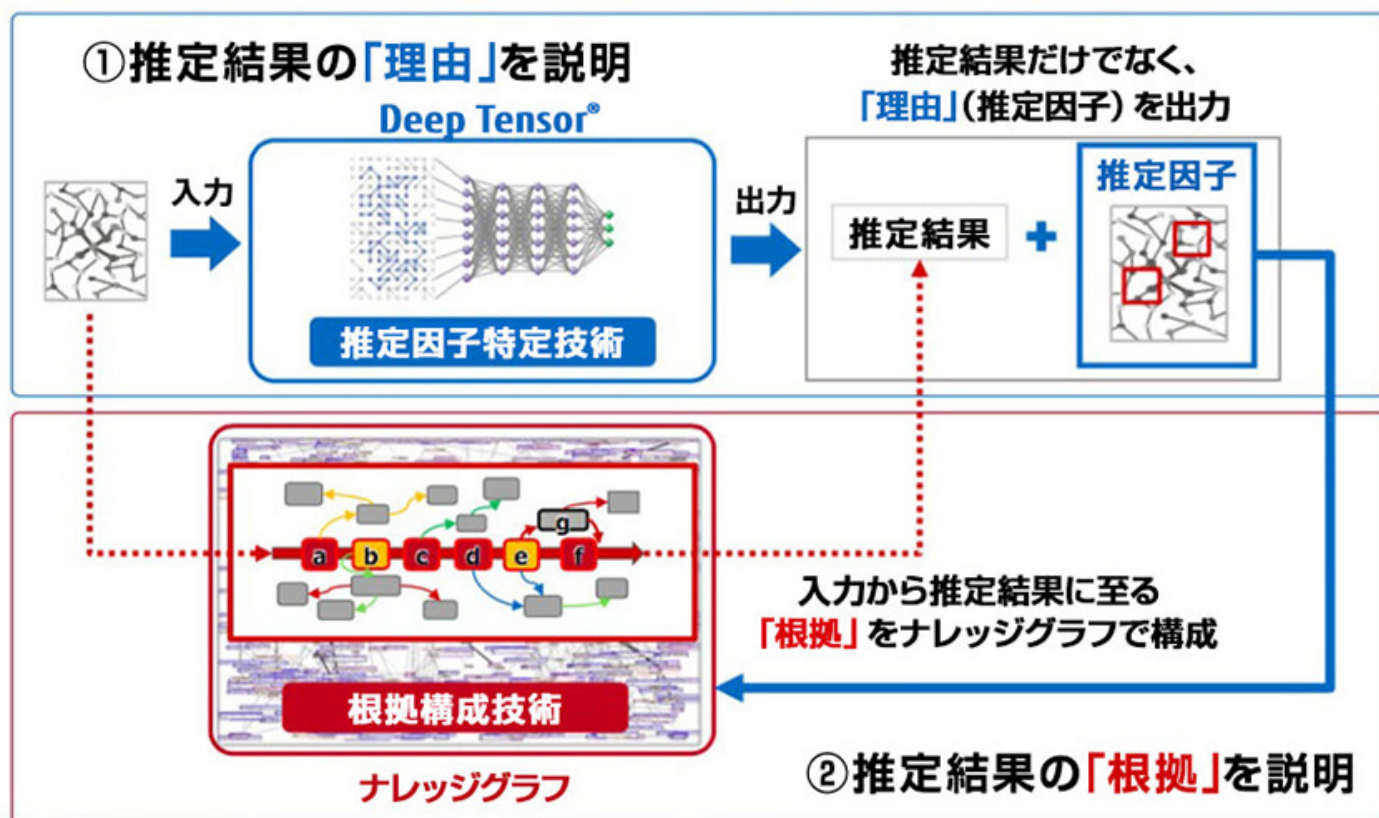 ①推定結果の「理由」を説明
Deep Tensor®
入力
推定因子特定技術
出力
推定結果だけでなく、
「理由」(推定因子)を出力
推定結果
+
推定因子
a b c d e f
g
根拠構成技術
ナレッジグラフ
入力から推定結果に至る
「根拠」をナレッジグラフで構成
②推定結果の「根拠」を説明